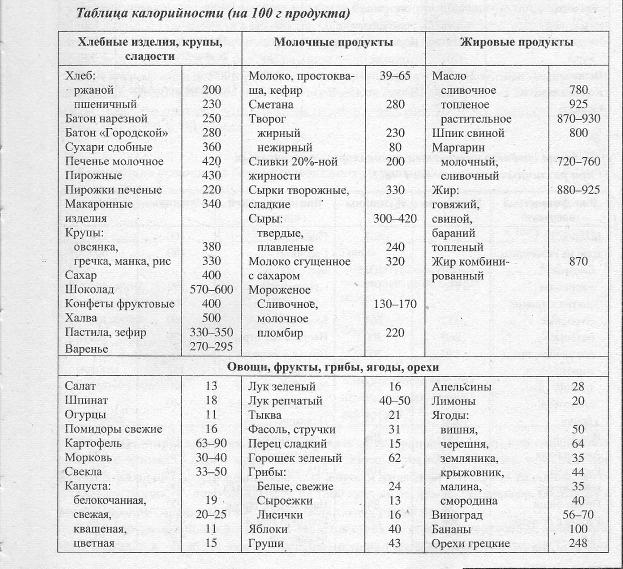 Таблица калорийности (на 100 г продукта)
Хлебные изделия, крупы,
сладости
Хлеб:
ржаной 200
пшеничный 230
Батон нарезной 250
Батон «Городской» 280
Сухари сдобные 360
Печенье молочное 420
Пирожные 430
Пирожки печеные 220
Макаронные 340
изделия
Крупы:
овсянка, 380
гречка, манка, рис 330
Сахар 400
Шоколад 570–600
Конфеты фруктовые 400
Халва 500
Пастила, зефир 330–350
Варенье 270–295
Молочные продукты
Молоко, простоква- 39–65
ша, кефир
Сметана 280
Творог
жирный 230
нежирный 80
Сливки 20%-ной 200
жирности
Сырки творожные, 330
сладкие
Сыры: 300–420
твердые,
плавленые 240
Молоко сгущенное 320
с сахаром
Мороженое
Сливочное, 130–170
молочное
пломбир 220
Жировые продукты
Масло
сливочное 780
топленое 925
растительное 870–930
Шпик свиной 800
Маргарин
молочный, 720–760
сливочный
Жир: 880–925
говяжий,
свиной,
бараний
топленый
Жир комбини- 870
рованный
Овощи, фрукты, грибы, ягоды, орехи
Салат 13
Шпинат 18
Огурцы 11
Помидоры свежие 16
Картофель 63–90
Морковь 30–40
Свекла 33–50
Капуста:
белокочанная, 19
свежая, 20–25
квашеная, 11
цветная 15
Лук зеленый 16
Лук репчатый 40–50
Тыква 21
Фасоль, стручки 31
Перец сладкий 15
Горошек зеленый 62
Грибы:
Белые, свежие 24
Сыроежки 13
Лисички 16
Яблоки 40
Груши 43
Апельсины 28
Лимоны 20
Ягоды:
вишня, 50
черешня, 64
земляника, 35
крыжовник, 44
малина, 35
смородина 40
Виноград 56–70
Бананы 100
Орехи грецкие 248